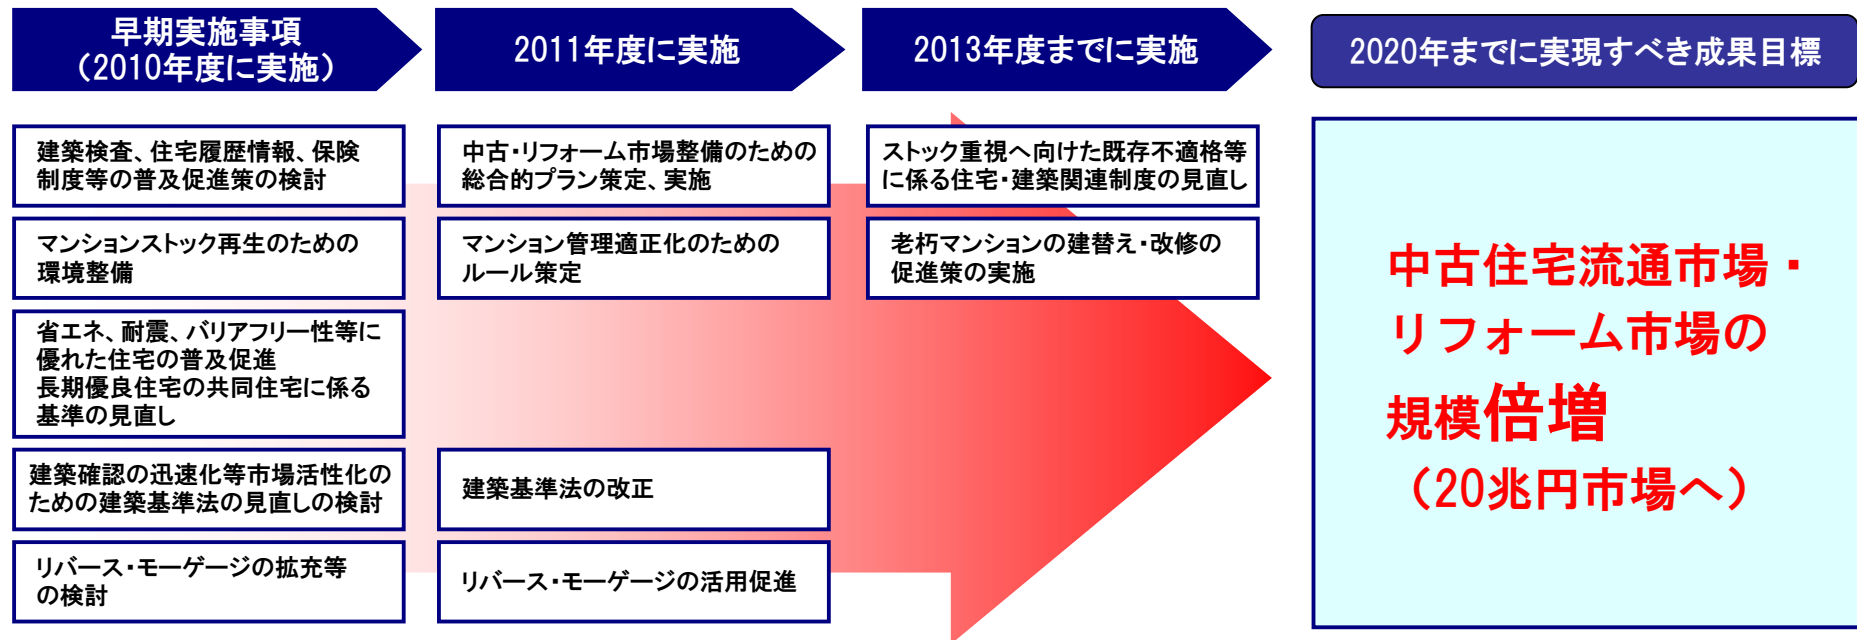 早期実施事項
（2010年度に実施）
2011年度に実施
2013年度までに実施
2020年までに実現すべき成果目標
建築検査、住宅履歴情報、保険
制度等の普及促進策の検討
マンションストック再生のための
環境整備
省エネ、耐震、バリアフリー性等に
優れた住宅の普及促進
長期優良住宅の共同住宅に係る
基準の見直し
建築確認の迅速化等市場活性化の
ための建築基準法の見直しの検討
リバース・モーゲージの拡充等
の検討
中古・リフォーム市場整備のための
総合的プラン策定、実施
マンション管理適正化のための
ルール策定
建築基準法の改正
リバース・モーゲージの活用促進
ストック重視へ向けた既存不適格等
に係る住宅・建築関連制度の見直し
老朽マンションの建替え・改修の
促進策の実施
中古住宅流通市場・
リフォーム市場の
規模倍増
（20兆円市場へ）